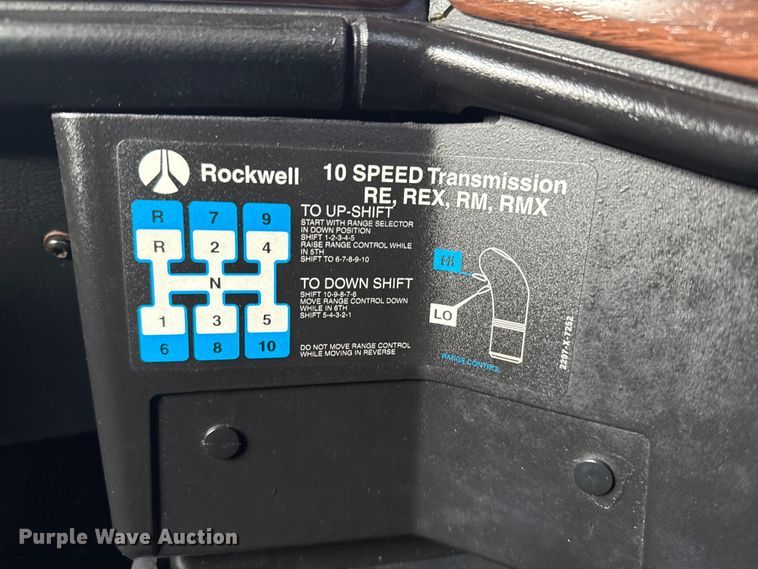 Rockwell 10 SPEED Transmission
RE, REX, RM, RMX
R 7 9
R 2 4
N
1 3 5
6 8 10
TO UP-SHIFT
START WITH RANGE SELECTOR
IN DOWN POSITION
SHIFT 1-2-3-4-5
RAISE RANGE CONTROL WHILE
IN 5TH
SHIFT TO 6-7-8-9-10
TO DOWN SHIFT
SHIFT 10-9-8-7-6
MOVE RANGE CONTROL DOWN
WHILE IN 6TH
SHIFT 5-4-3-2-1
DO NOT MOVE RANGE CONTROL
WHILE MOVING IN REVERSE
HI
LO
RANGE CONTROL
2297-X-7252
Purple Wave Auction